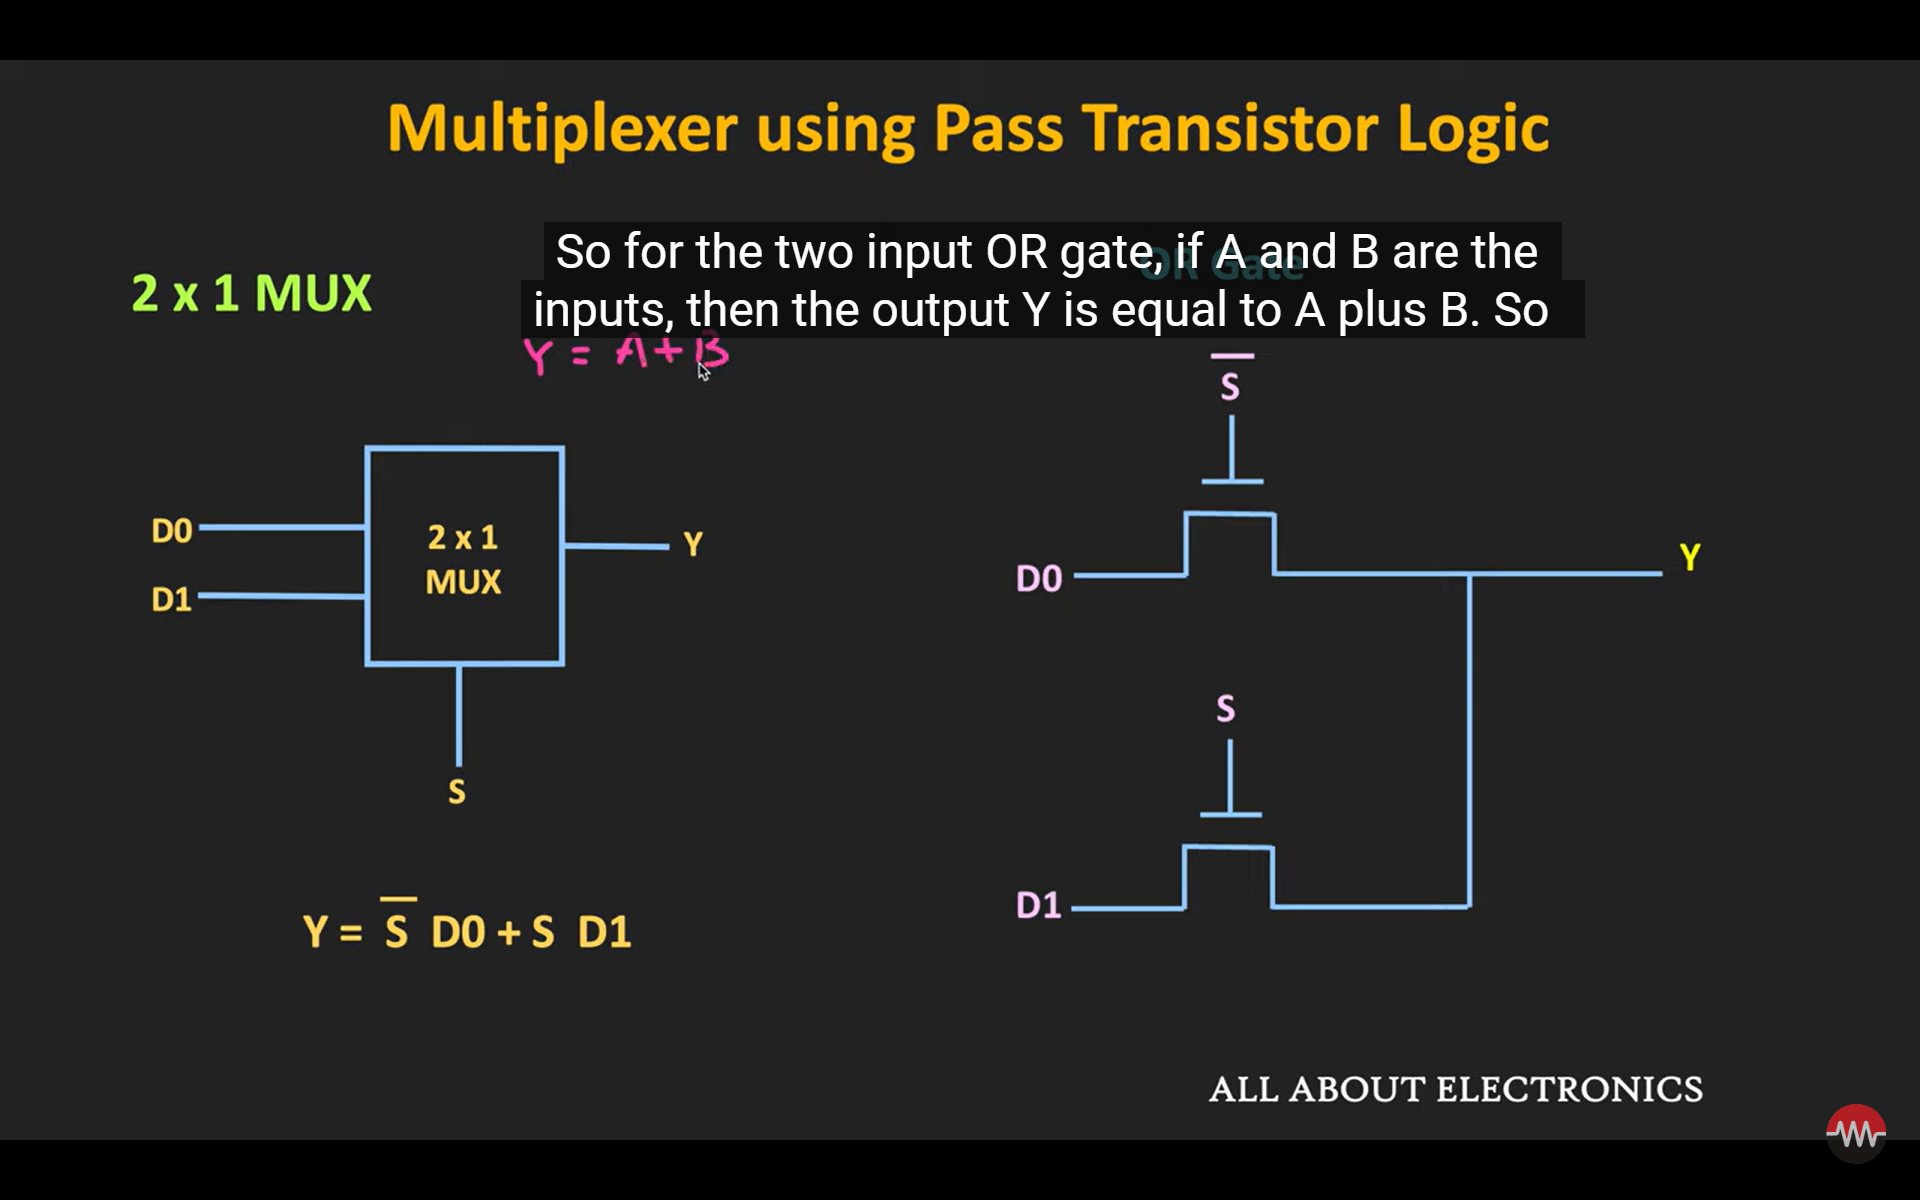 Multiplexer using Pass Transistor Logic
So for the two input OR gate, if A and B are the
inputs, then the output Y is equal to A plus B. So
OR Gate
2 x 1 MUX
Y = A+B
S̅
S
D0
D1
2 x 1
MUX
Y
S
D0
Y
D1
Y = S̅ D0 + S D1
ALL ABOUT ELECTRONICS